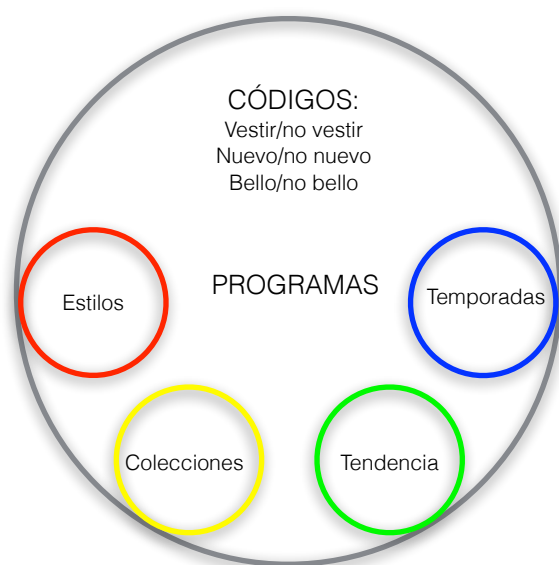 CÓDIGOS:
Vestir/no vestir
Nuevo/no nuevo
Bello/no bello
PROGRAMAS
Estilos
Temporadas
Colecciones
Tendencia